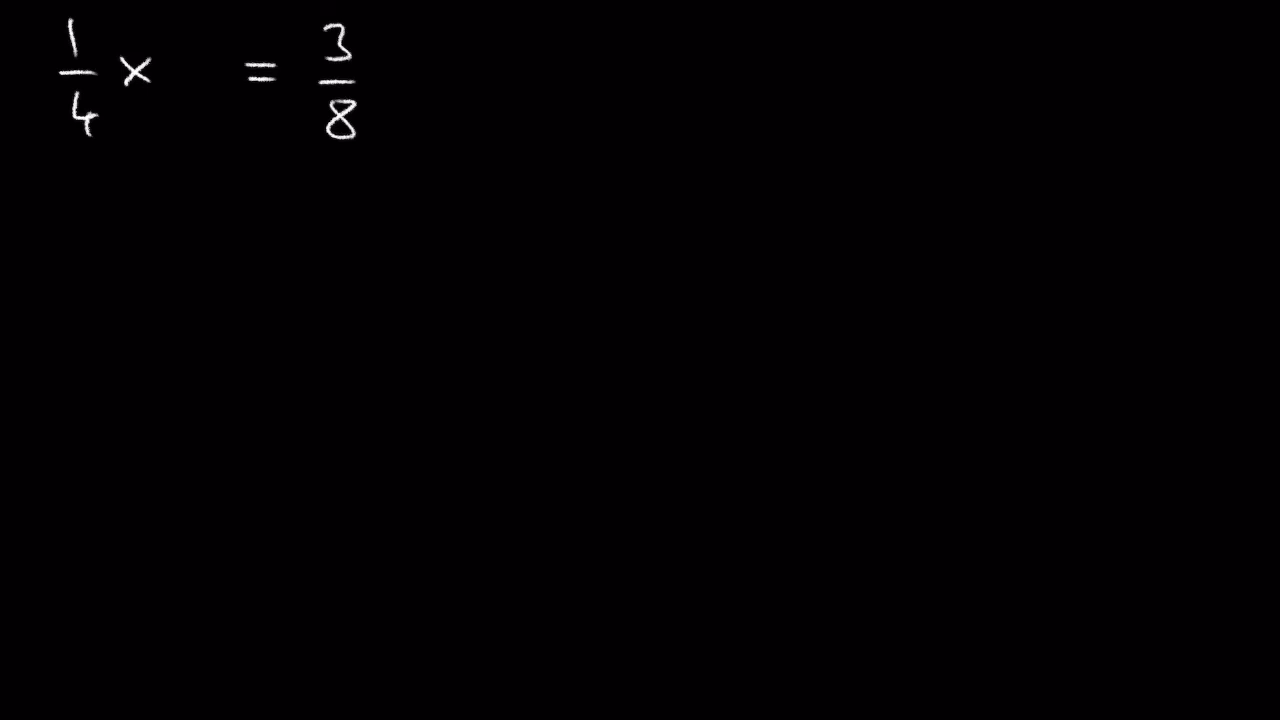 1/4 ×   = 3/8